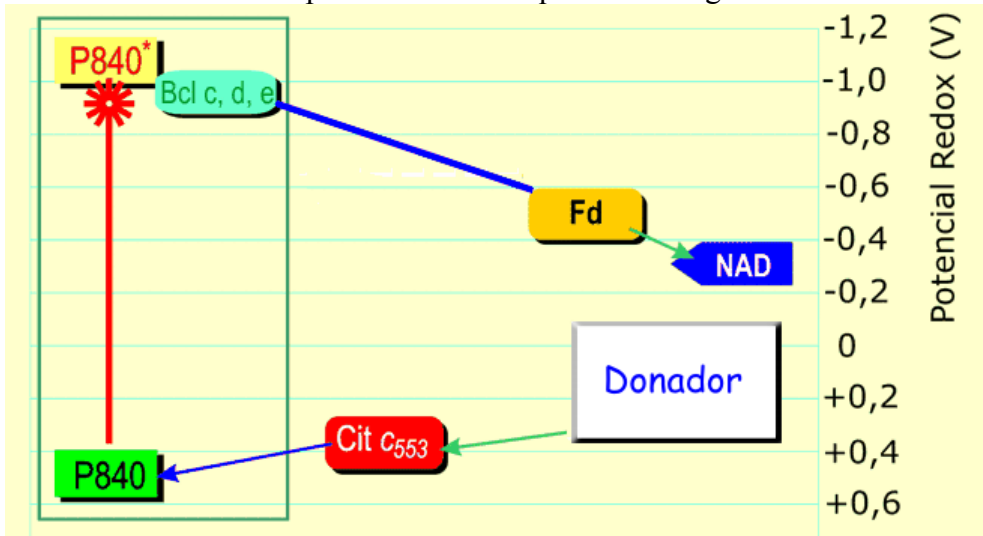 P840*
Bcl c, d, e
Fd
NAD
Donador
Cit c553
P840
-1,2
-1,0
-0,8
-0,6
-0,4
-0,2
0
+0,2
+0,4
+0,6
Potencial Redox (V)